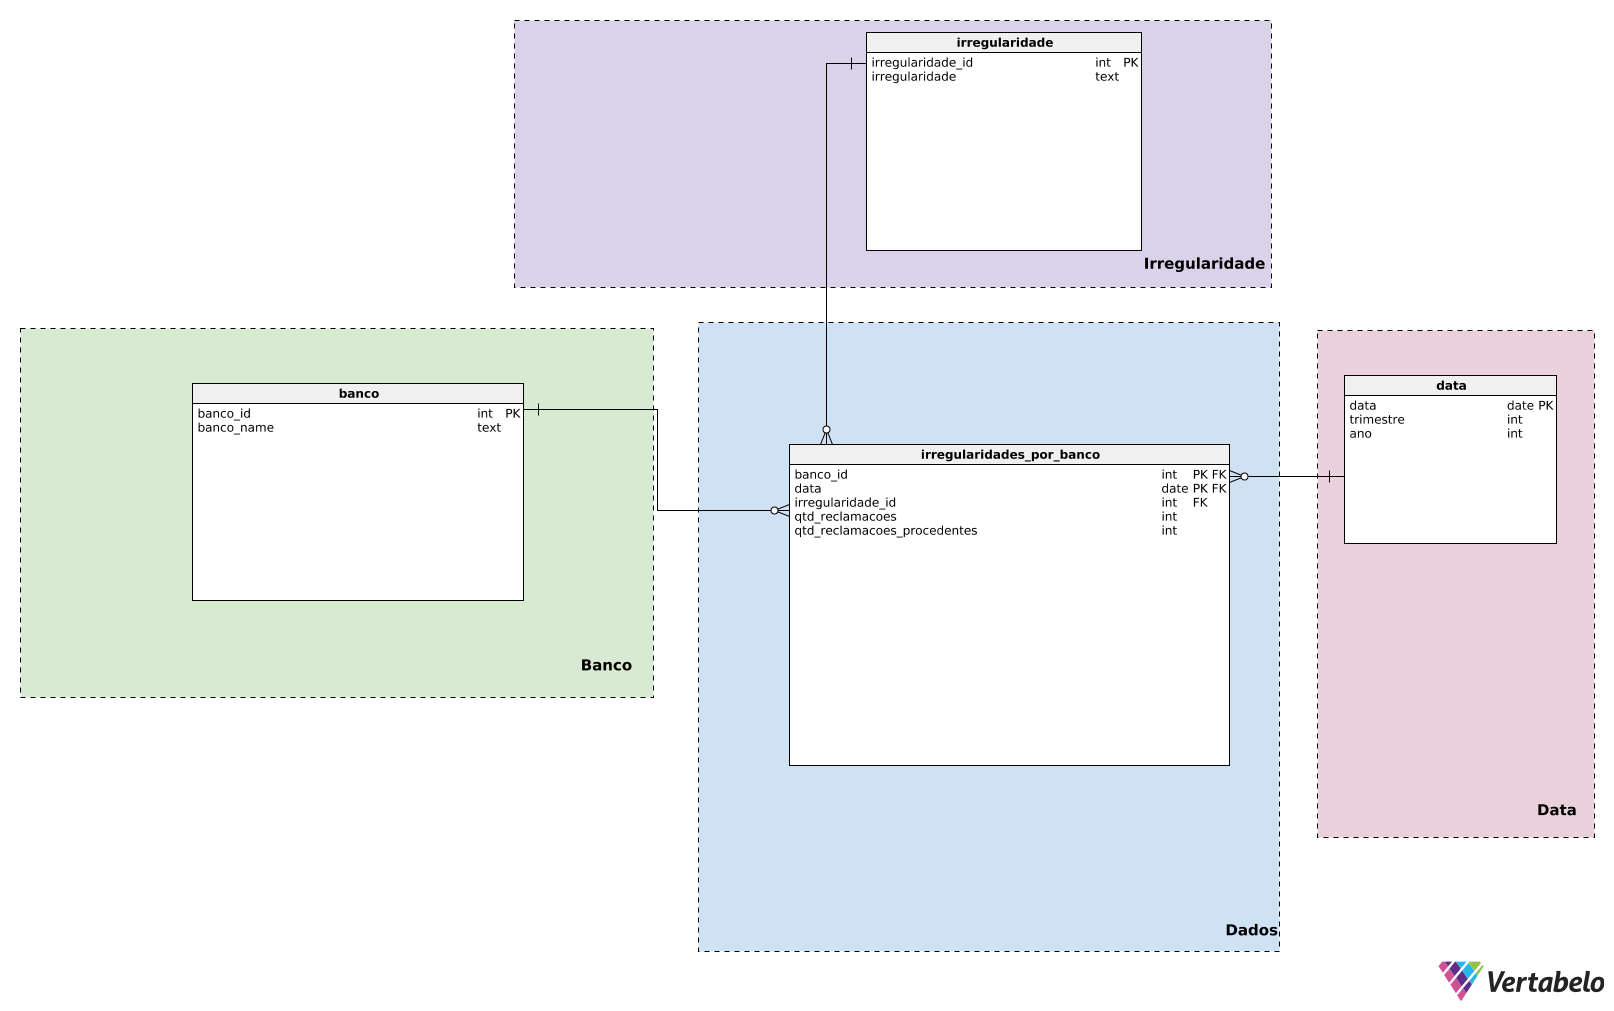 irregularidade
irregularidade_id int PK
irregularidade text
Irregularidade
banco
banco_id int PK
banco_name text
Banco
irregularidades_por_banco
banco_id int PK FK
data date PK FK
irregularidade_id int FK
qtd_reclamacoes int
qtd_reclamacoes_procedentes int
Dados
data
data date PK
trimestre int
ano int
Data
Vertabelo